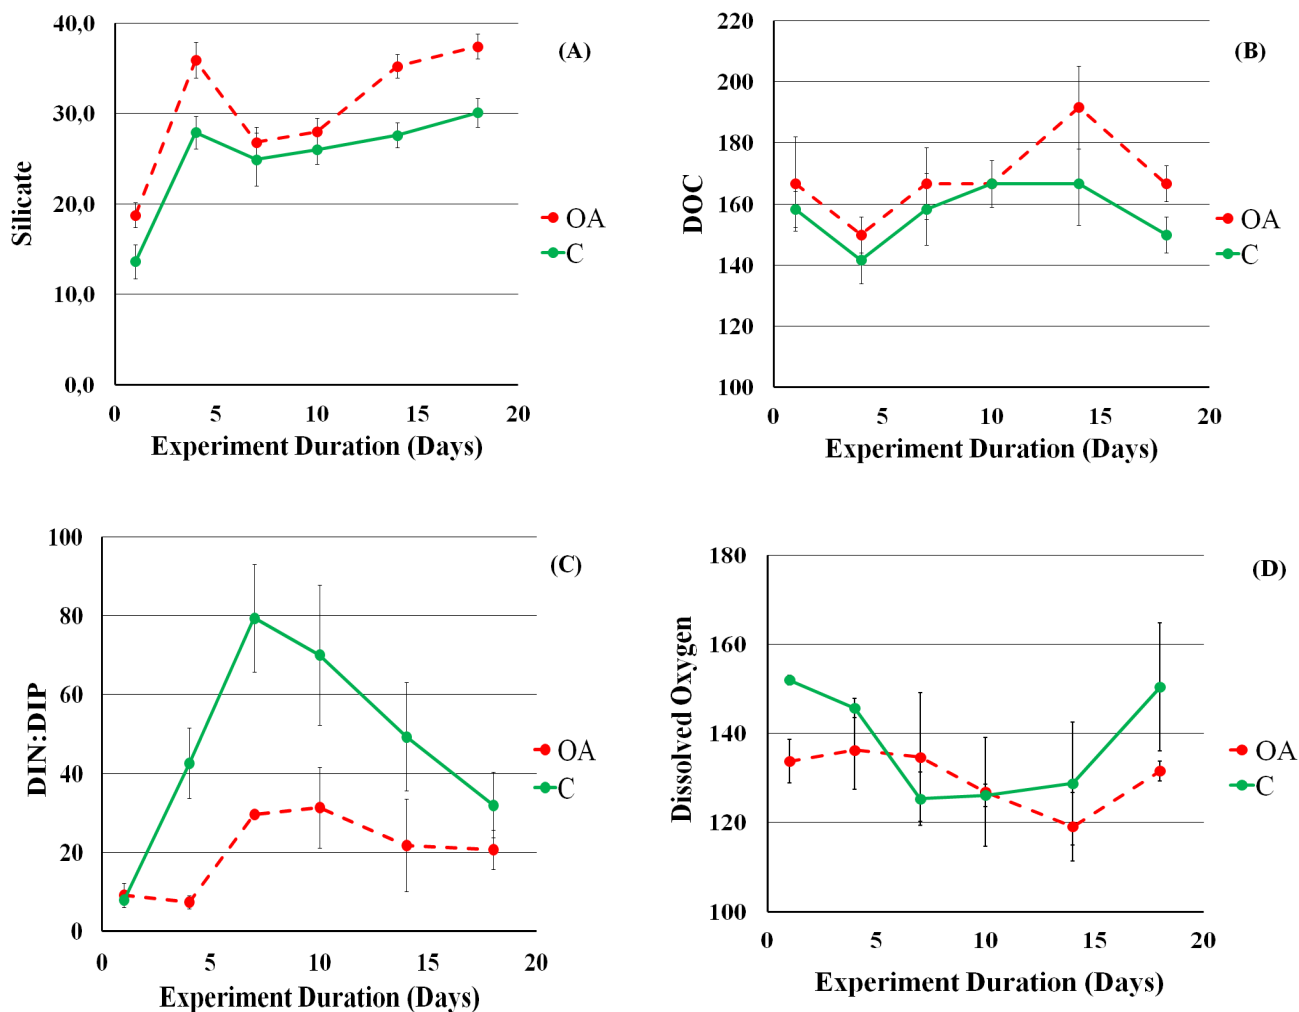 (A)
Silicate
40,0
30,0
20,0
10,0
0,0
0 5 10 15 20
Experiment Duration (Days)
OA
C
(B)
DOC
220
200
180
160
140
120
100
0 5 10 15 20
Experiment Duration (Days)
OA
C
(C)
DIN:DIP
100
80
60
40
20
0
0 5 10 15 20
Experiment Duration (Days)
OA
C
(D)
Dissolved Oxygen
180
160
140
120
100
0 5 10 15 20
Experiment Duration (Days)
OA
C